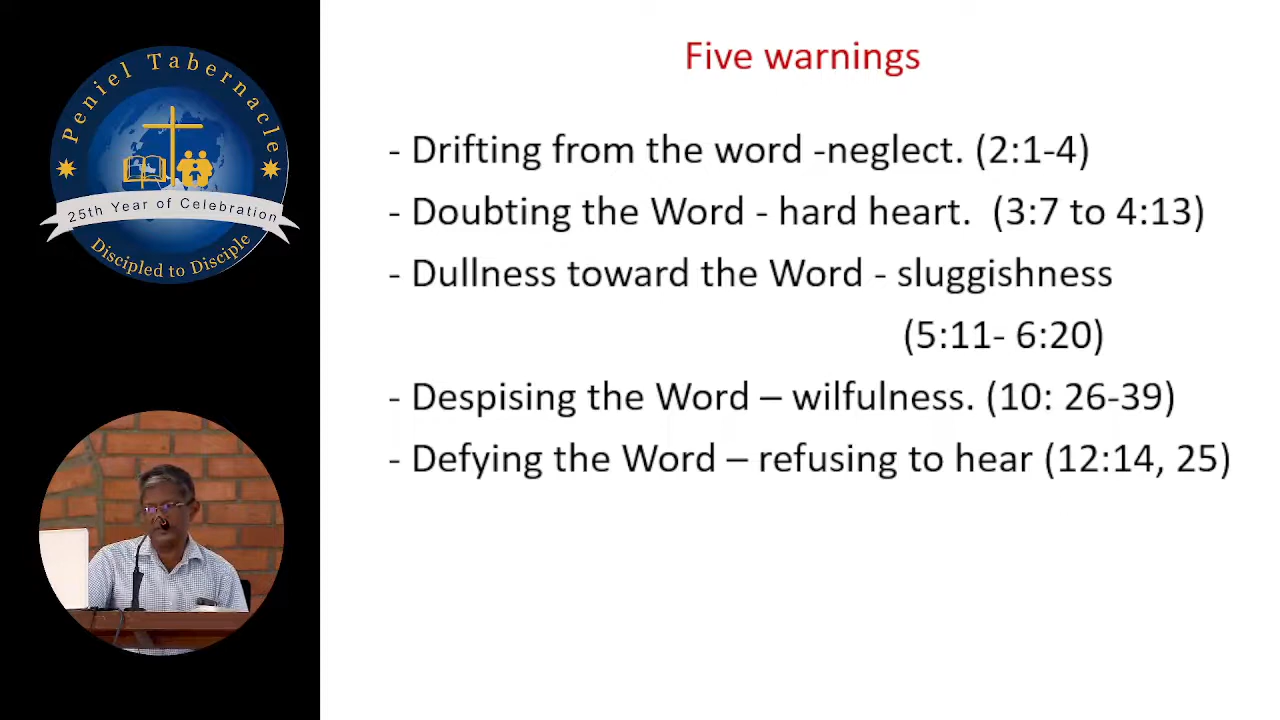 Peniel Tabernacle
25th Year of Celebration
Discipled to Disciple
Five warnings
- Drifting from the word -neglect. (2:1-4)
- Doubting the Word - hard heart. (3:7 to 4:13)
- Dullness toward the Word - sluggishness
(5:11- 6:20)
- Despising the Word – wilfulness. (10: 26-39)
- Defying the Word – refusing to hear (12:14, 25)